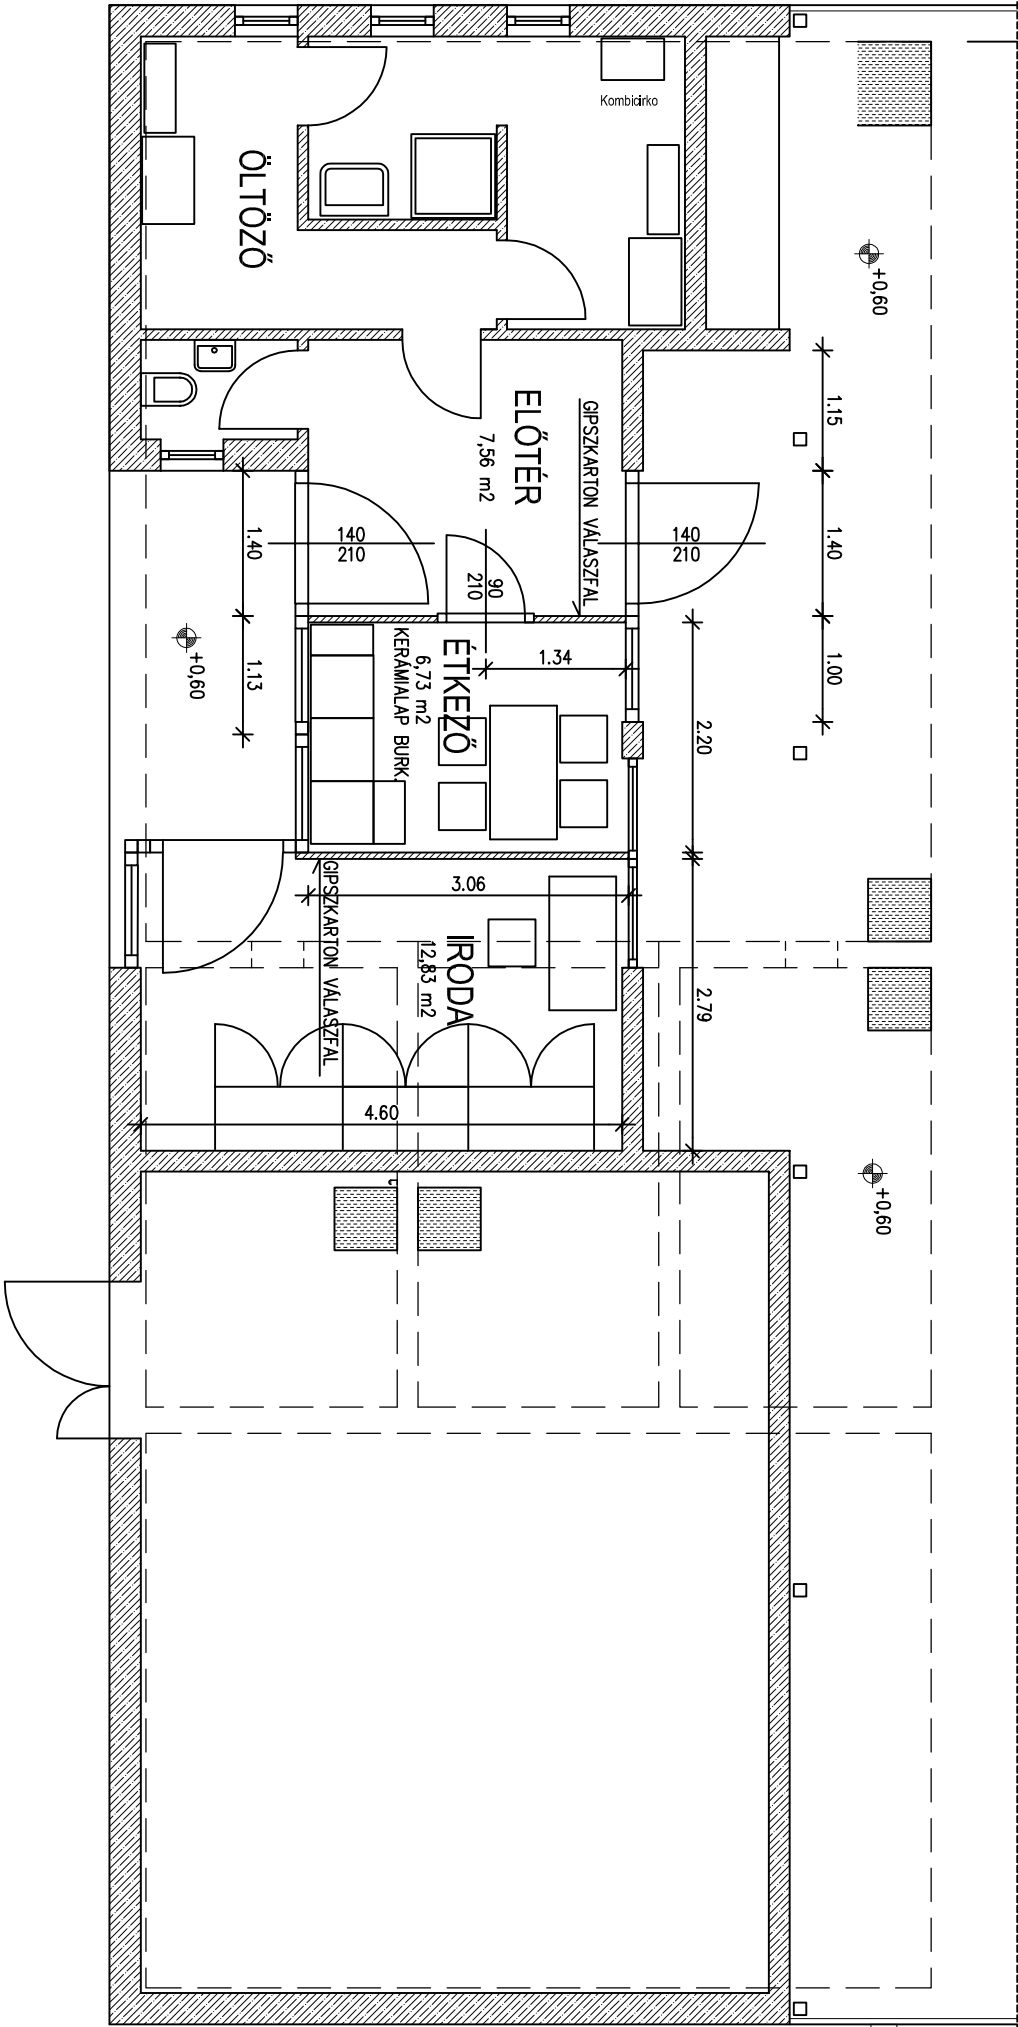 Kombicirko
ÖLTÖZŐ
+0,60
1.15
ELŐTÉR
7,56 m2
GIPSZKARTON VÁLASZFAL
1.40
140
210
140
210
1.40
90
210
+0,60
1.13
ÉTKEZŐ
6,73 m2
KERÁMIALAP BURK.
1.34
1.00
2.20
GIPSZKARTON VÁLASZFAL
3.06
IRODA
12,83 m2
2.79
4.60
+0,60